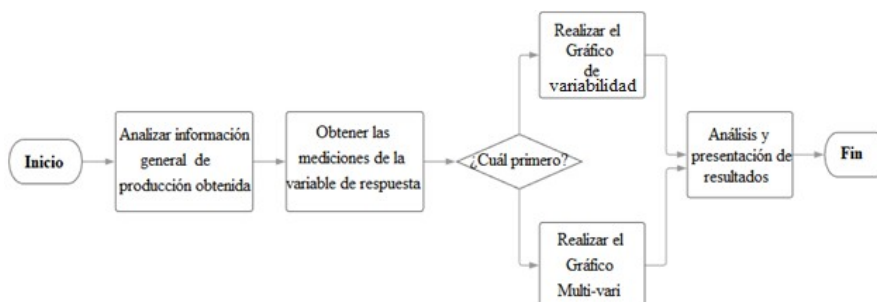 Inicio
Analizar información
general de
producción obtenida
Obtener las
mediciones de la
variable de respuesta
¿Cuál primero?
Realizar el
Gráfico
de
variabilidad
Realizar el
Gráfico
Multi-vari
Análisis y
presentación de
resultados
Fin